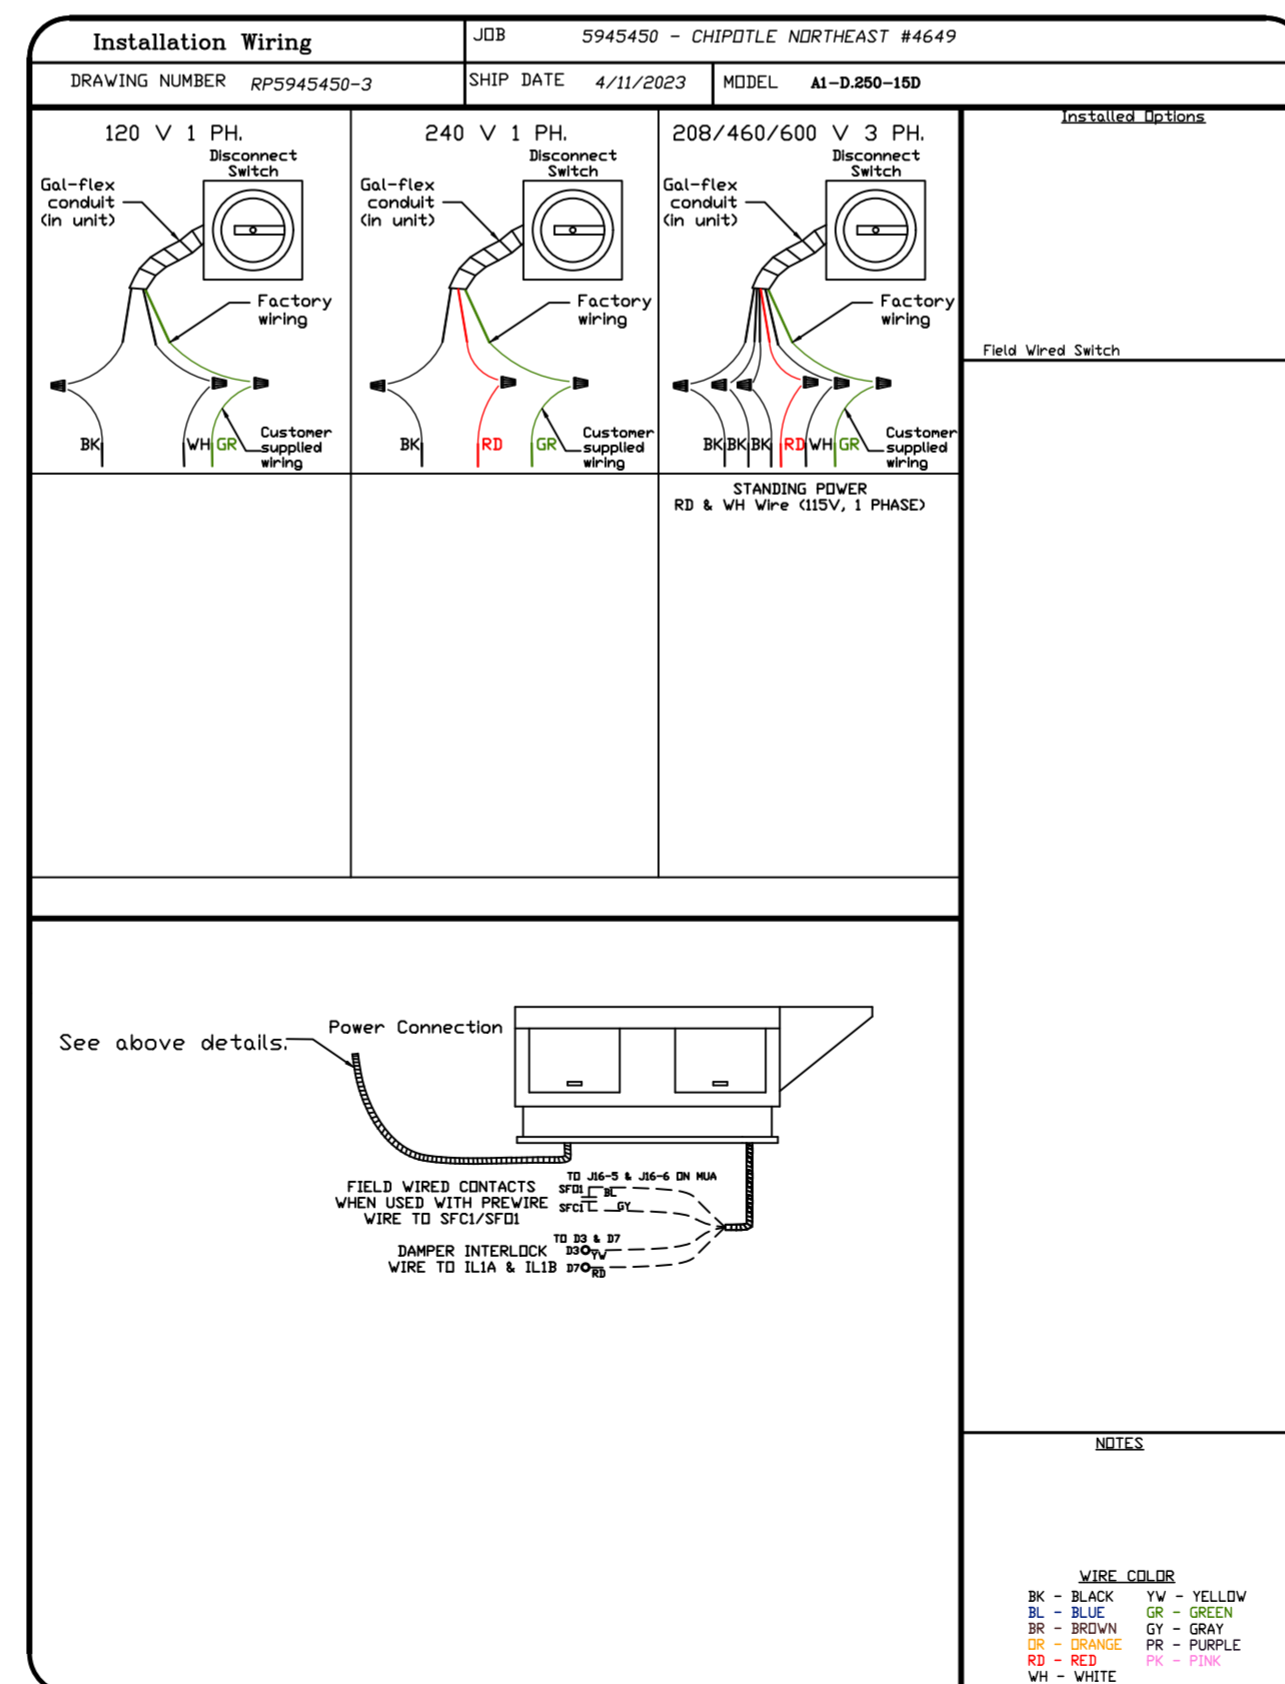 Installation Wiring
JOB 5945450 - CHIPOTLE NORTHEAST #4649
DRAWING NUMBER RP5945450-3
SHIP DATE 4/11/2023
MODEL A1-D.250-15D
120 V 1 PH.
Disconnect
Switch
Gal-flex
conduit
(in unit)
Factory
wiring
BK WH GR
Customer
supplied
wiring
240 V 1 PH.
Disconnect
Switch
Gal-flex
conduit
(in unit)
Factory
wiring
BK RD GR
Customer
supplied
wiring
208/460/600 V 3 PH.
Disconnect
Switch
Gal-flex
conduit
(in unit)
Factory
wiring
BK BK BK RD WH GR
Customer
supplied
wiring
STANDING POWER
RD & WH Wire (115V, 1 PHASE)
Installed Options
Field Wired Switch
See above details.
Power Connection
FIELD WIRED CONTACTS
WHEN USED WITH PREWIRE
WIRE TO SFC1/SFO1
TO J16-5 & J16-6 ON MUA
SFO1 BL
SFC1 GY
DAMPER INTERLOCK
WIRE TO IL1A & IL1B
TO D3 & D7
D3 YW
D7 RD
NOTES
WIRE COLOR
BK - BLACK YW - YELLOW
BL - BLUE GR - GREEN
BR - BROWN GY - GRAY
OR - ORANGE PR - PURPLE
RD - RED PK - PINK
WH - WHITE